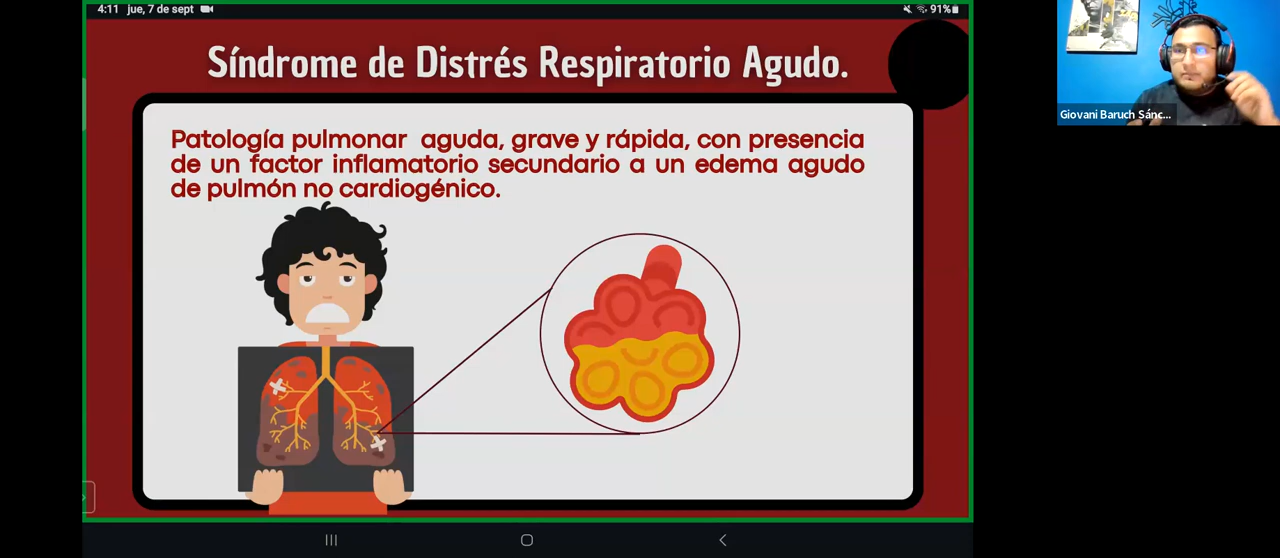 4:11 jue, 7 de sept
91%
Síndrome de Distrés Respiratorio Agudo.
Patología pulmonar aguda, grave y rápida, con presencia
de un factor inflamatorio secundario a un edema agudo
de pulmón no cardiogénico.
Giovani Baruch Sánc...